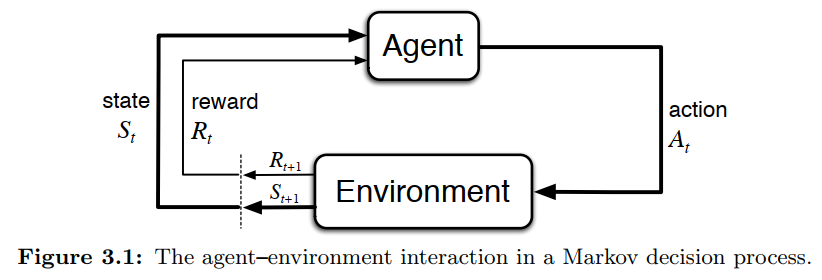 Agent
state
S_t
reward
R_t
action
A_t
R_{t+1}
S_{t+1}
Environment
Figure 3.1: The agent–environment interaction in a Markov decision process.